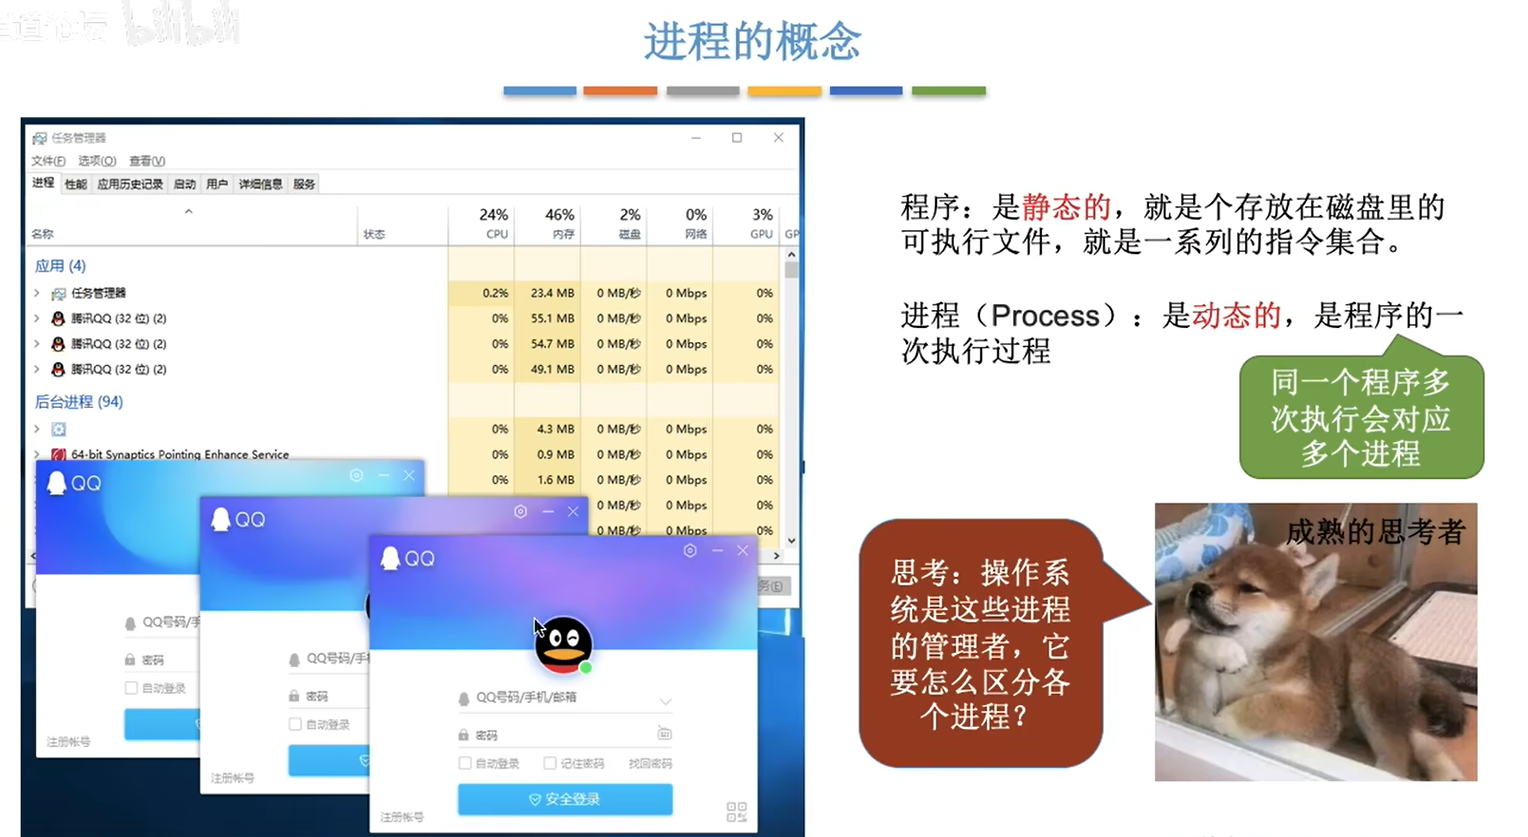 bilibili
进程的概念
任务管理器
文件(F) 选项(O) 查看(V)
进程 性能 应用历史记录 启动 用户 详细信息 服务
24% 46% 2% 0% 3%
名称 状态 CPU 内存 磁盘 网络 GPU GP
应用 (4)
任务管理器 0.2% 23.4 MB 0 MB/秒 0 Mbps 0%
腾讯QQ (32 位) (2) 0% 55.1 MB 0 MB/秒 0 Mbps 0%
腾讯QQ (32 位) (2) 0% 54.7 MB 0 MB/秒 0 Mbps 0%
腾讯QQ (32 位) (2) 0% 49.1 MB 0 MB/秒 0 Mbps 0%
后台进程 (94)
0% 4.3 MB 0 MB/秒 0 Mbps 0%
64-bit Synaptics Pointing Enhance Service 0% 0.9 MB 0 MB/秒 0 Mbps 0%
0% 1.6 MB 0 MB/秒 0 Mbps 0%
0 MB/秒 0 Mbps 0%
0 MB/秒 0 Mbps 0%
务(E)
QQ
QQ号码/手
密码
自动登录
注册帐号
QQ
QQ号码/手机
密码
自动登录
注册帐号
QQ
QQ号码/手机/邮箱
密码
自动登录 记住密码 找回密码
安全登录
注册帐号
程序：是静态的，就是个存放在磁盘里的
可执行文件，就是一系列的指令集合。
进程（Process）：是动态的，是程序的一
次执行过程
同一个程序多
次执行会对应
多个进程
思考：操作系
统是这些进程
的管理者，它
要怎么区分各
个进程？
成熟的思考者